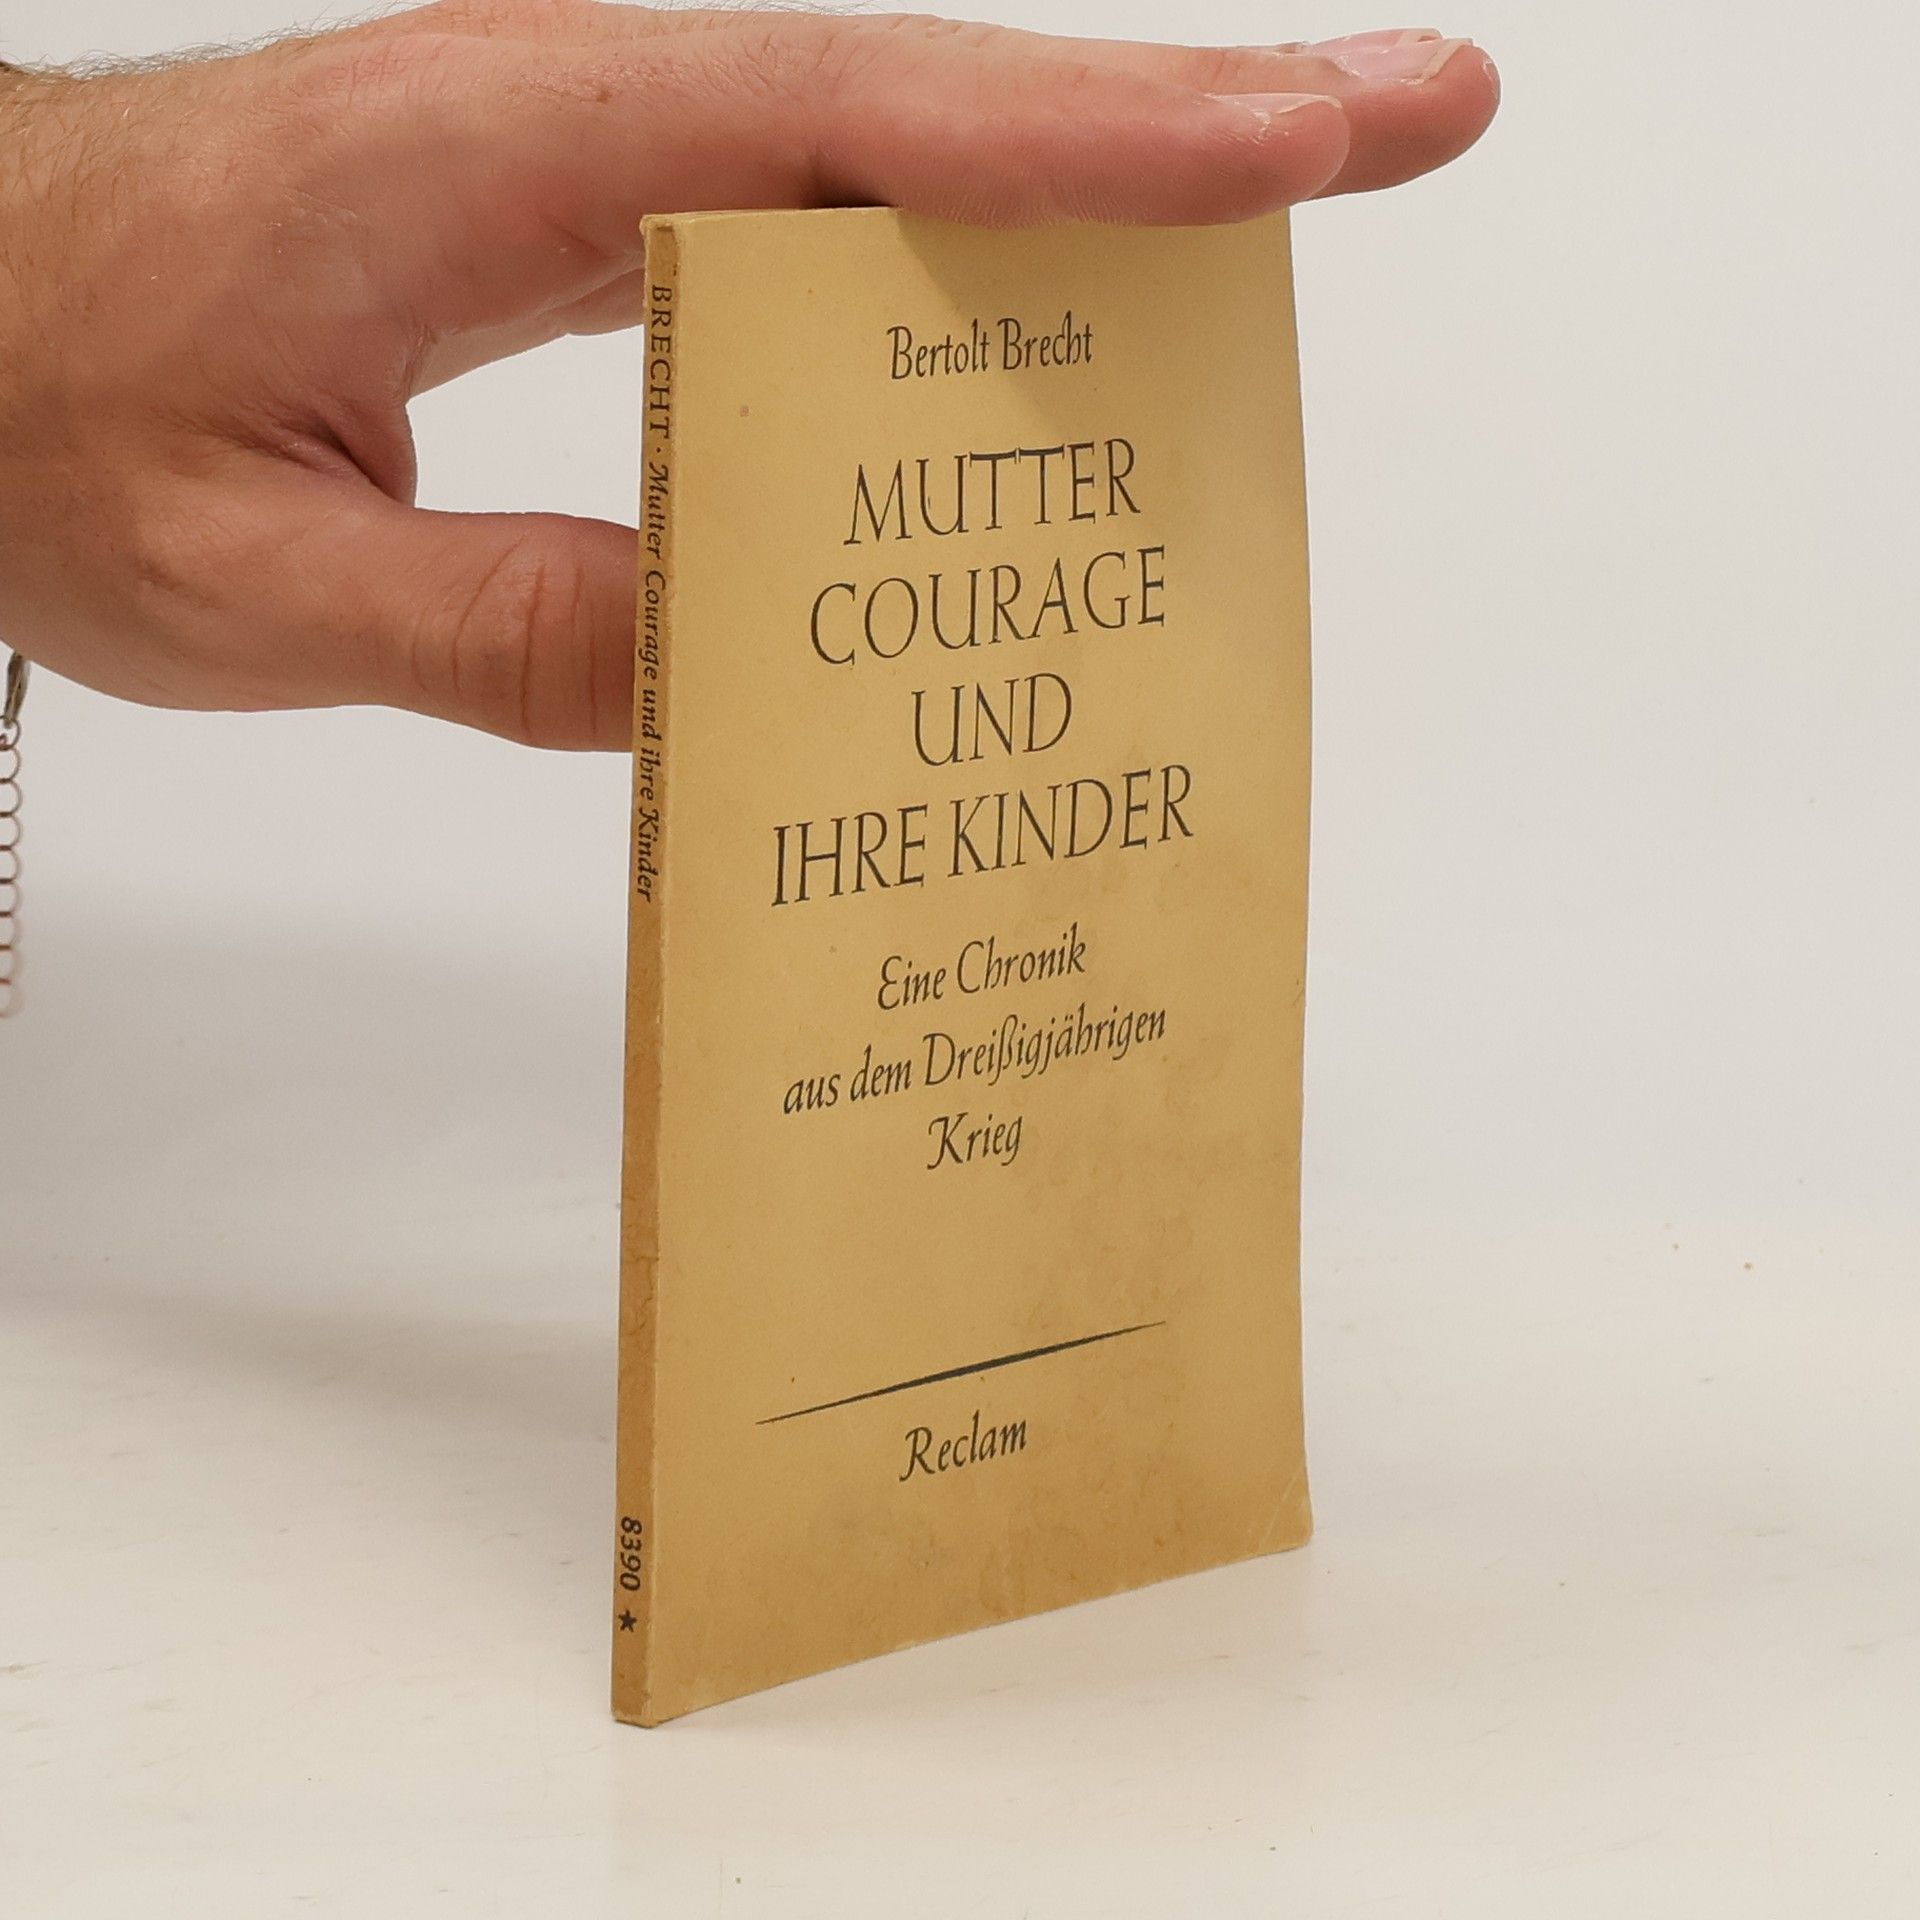 BRECHT · Mutter Courage und ihre Kinder
8390 ★
Bertolt Brecht
MUTTER
COURAGE
UND
IHRE KINDER
Eine Chronik
aus dem Dreißigjährigen
Krieg
Reclam